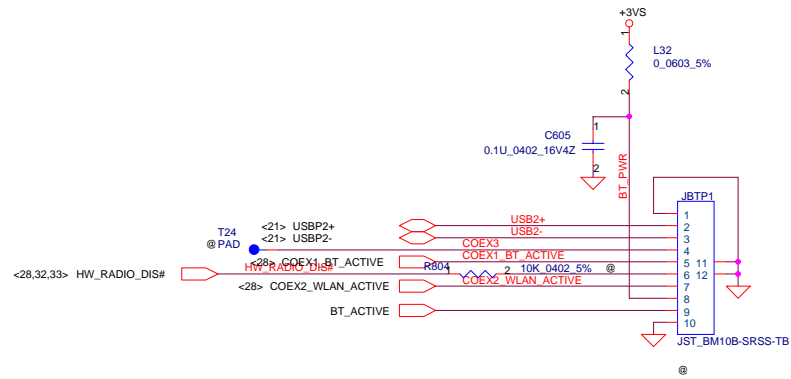 +3VS
1
L32
0_0603_5%
2
C605
1
0.1U_0402_16V4Z
2
BT_PWR
JBTP1
1
<21> USBP2+
USB2+
2
T24
<21> USBP2-
USB2-
3
@ PAD
COEX3
4
<28> COEX1_BT_ACTIVE
COEX1_BT_ACTIVE
5 11
<28,32,33> HW_RADIO_DIS#
HW_RADIO_DIS#
R804
1
2
10K_0402_5%
@
6 12
<28> COEX2_WLAN_ACTIVE
COEX2_WLAN_ACTIVE
7
8
BT_ACTIVE
9
10
JST_BM10B-SRSS-TB
@